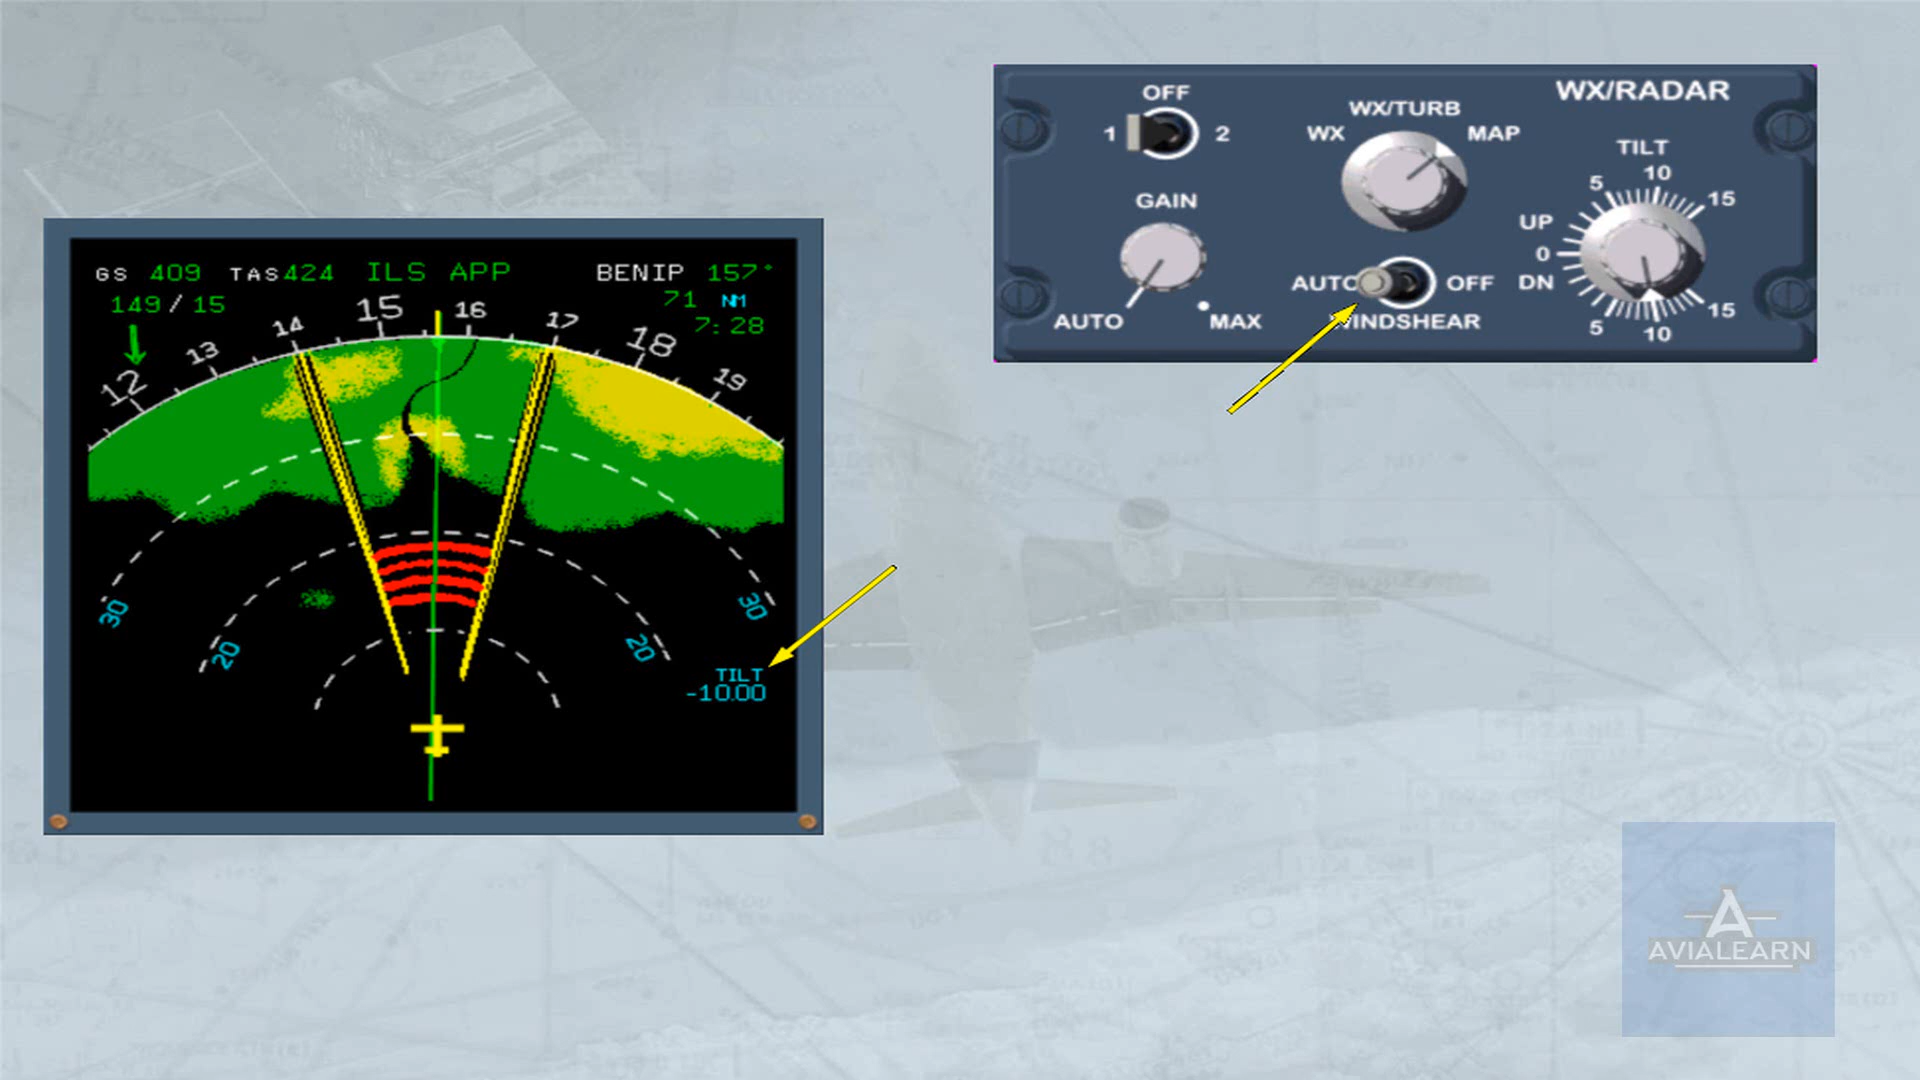 GS 409 TAS 424 ILS APP BENIP 157°
149 / 15 71 NM
7:28
12 13 14 15 16 17 18 19
30 20 20 30
TILT
-10.00
WX/RADAR
OFF
1 2
WX/TURB
WX MAP
GAIN
AUTO MAX
AUTO OFF
WINDSHEAR
TILT
10
5 15
UP
0
DN
5 15
10
AVIALEARN